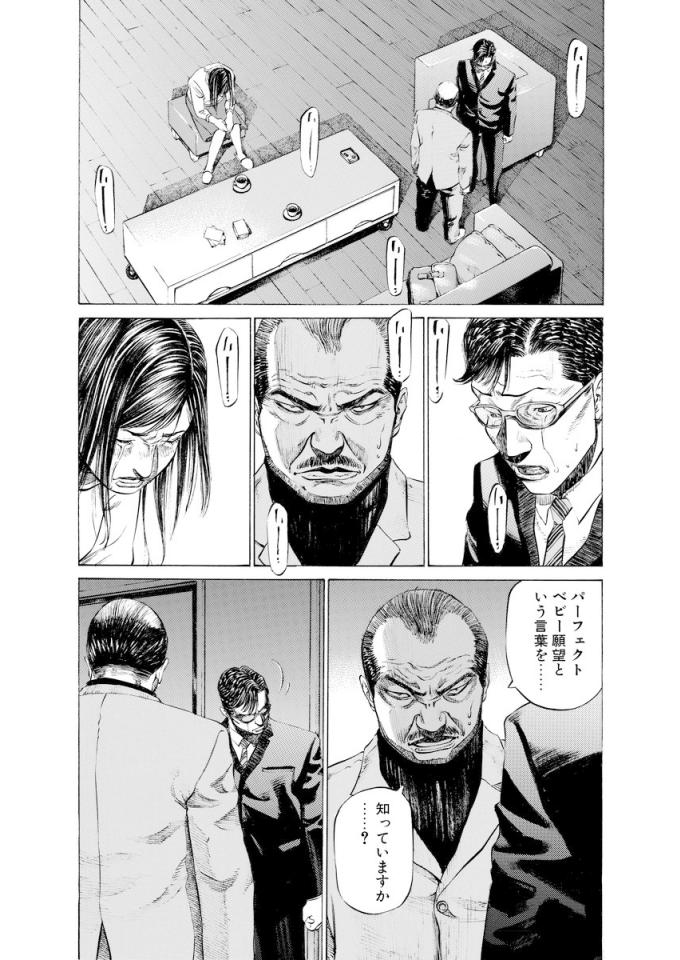 パーフェクト
ベビー願望と
いう言葉を……
知っていますか
……？